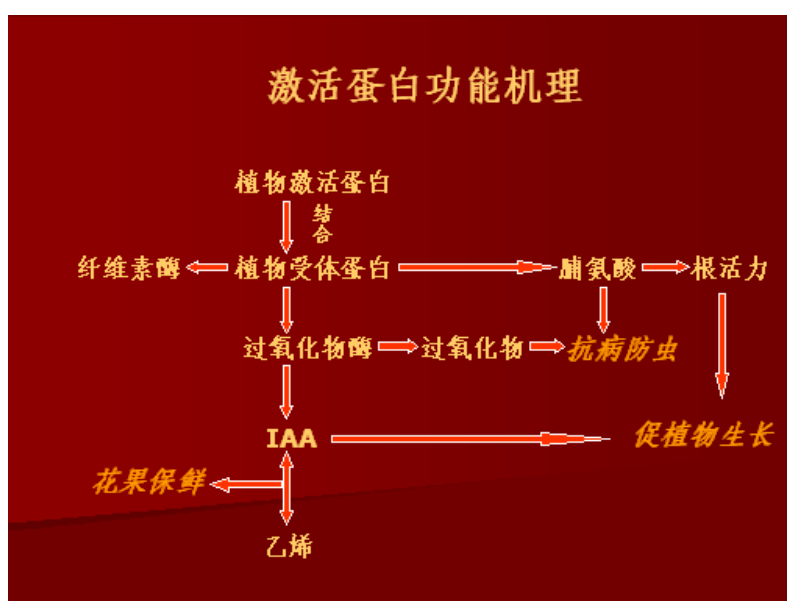 激活蛋白功能机理
植物激活蛋白
结合
纤维素酶
植物受体蛋白
脯氨酸
根活力
过氧化物酶
过氧化物
抗病防虫
IAA
促植物生长
花果保鲜
乙烯